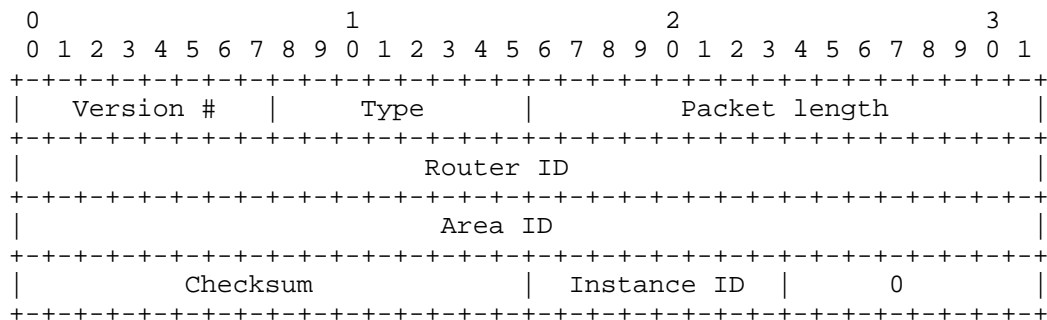 0                   1                   2                   3
 0 1 2 3 4 5 6 7 8 9 0 1 2 3 4 5 6 7 8 9 0 1 2 3 4 5 6 7 8 9 0 1
+-+-+-+-+-+-+-+-+-+-+-+-+-+-+-+-+-+-+-+-+-+-+-+-+-+-+-+-+-+-+-+-+
|   Version #   |     Type      |         Packet length         |
+-+-+-+-+-+-+-+-+-+-+-+-+-+-+-+-+-+-+-+-+-+-+-+-+-+-+-+-+-+-+-+-+
|                         Router ID                             |
+-+-+-+-+-+-+-+-+-+-+-+-+-+-+-+-+-+-+-+-+-+-+-+-+-+-+-+-+-+-+-+-+
|                          Area ID                              |
+-+-+-+-+-+-+-+-+-+-+-+-+-+-+-+-+-+-+-+-+-+-+-+-+-+-+-+-+-+-+-+-+
|          Checksum             |  Instance ID  |      0        |
+-+-+-+-+-+-+-+-+-+-+-+-+-+-+-+-+-+-+-+-+-+-+-+-+-+-+-+-+-+-+-+-+